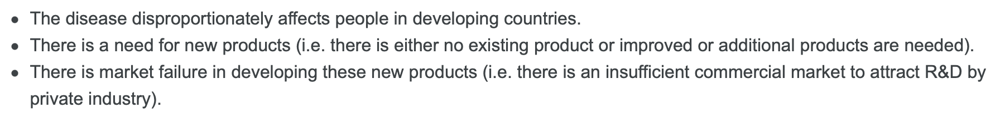 • The disease disproportionately affects people in developing countries.
• There is a need for new products (i.e. there is either no existing product or improved or additional products are needed).
• There is market failure in developing these new products (i.e. there is an insufficient commercial market to attract R&D by
private industry).